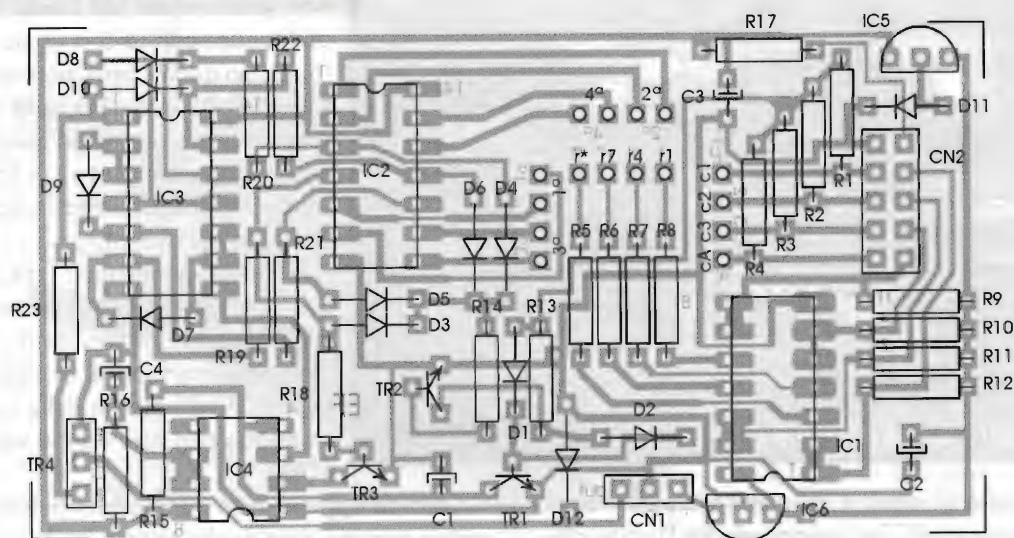 R17 IC5
R22
D8
D10 C3 4ª 2ª D11
CN2
r* r7 r4 r1 C1
D9 R20 IC2 D6 D4 1ª R1
IC3 C2 R2
R21 3ª R5 R6 R7 R8 C3 R3
CA R4
R23 D5 R14 R13 R9
D7 D3 R10
R19 R11
C4 R18 TR2 R12
R16
D1 D2
TR4 IC4 IC1
TR3 C2
R15 C1 TR1 D12 CN1 IC6